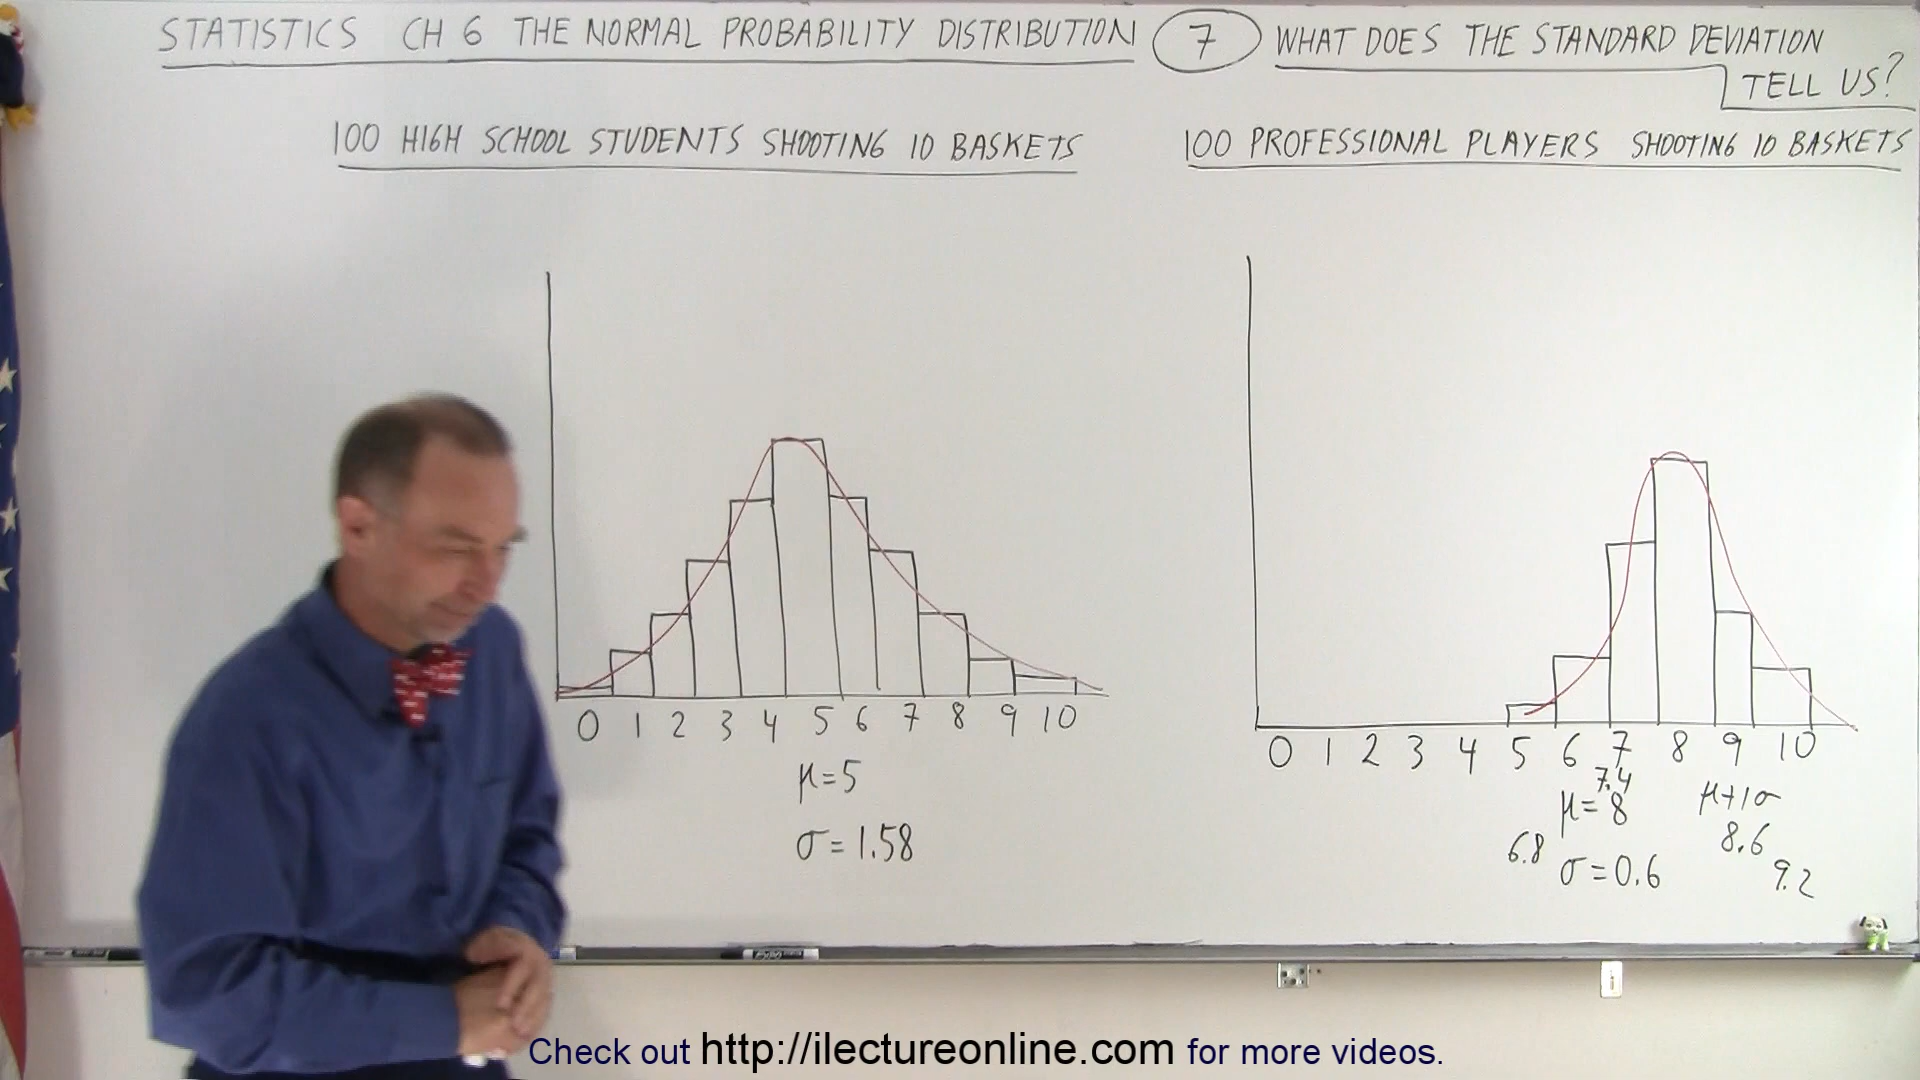 STATISTICS CH 6 THE NORMAL PROBABILITY DISTRIBUTION 7 WHAT DOES THE STANDARD DEVIATION
TELL US?
100 HIGH SCHOOL STUDENTS SHOOTING 10 BASKETS
0 1 2 3 4 5 6 7 8 9 10
μ=5
σ=1.58
100 PROFESSIONAL PLAYERS SHOOTING 10 BASKETS
0 1 2 3 4 5 6 7 8 9 10
7.4
μ=8 μ+1σ
6.8 8.6
σ=0.6 9.2
EXPO
Check out http://ilectureonline.com for more videos.